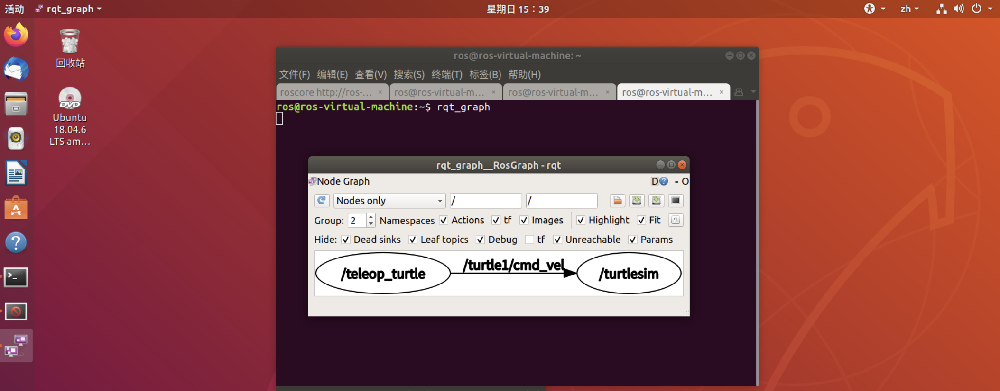 活动 rqt_graph 星期日 15：39 zh
回收站
DVD
Ubuntu
18.04.6
LTS am…
ros@ros-virtual-machine: ~
文件(F) 编辑(E) 查看(V) 搜索(S) 终端(T) 标签(B) 帮助(H)
roscore http://ros-… × ros@ros-virtual-m… × ros@ros-virtual-m… × ros@ros-virtual-m… ×
ros@ros-virtual-machine:~$ rqt_graph
rqt_graph__RosGraph - rqt
Node Graph D? - O
Nodes only / /
Group: 2 Namespaces Actions tf Images Highlight Fit
Hide: Dead sinks Leaf topics Debug tf Unreachable Params
/teleop_turtle /turtle1/cmd_vel /turtlesim